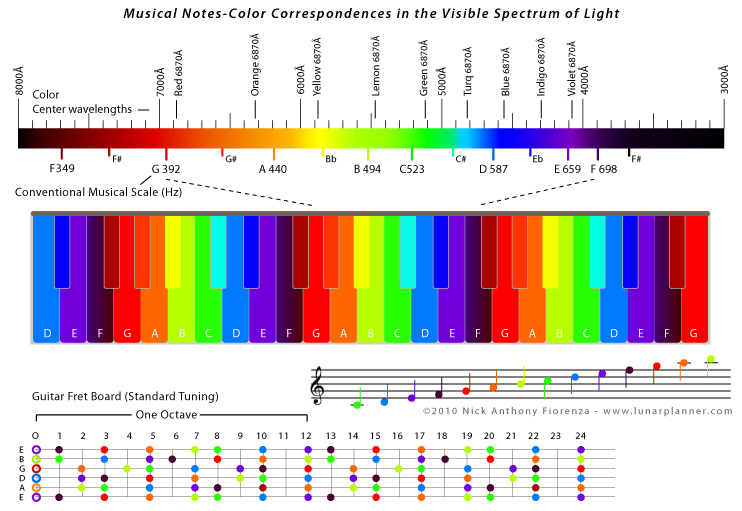 Musical Notes-Color Correspondences in the Visible Spectrum of Light
8000Å
7000Å
Red 6870Å
Orange 6870Å
6000Å
Yellow 6870Å
Lemon 6870Å
Green 6870Å
5000Å
Turq 6870Å
Blue 6870Å
Indigo 6870Å
Violet 6870Å
4000Å
3000Å
Color
Center wavelengths
F349 F# G 392 G# A 440 Bb B 494 C523 C# D 587 Eb E 659 F 698 F#
Conventional Musical Scale (Hz)
D E F G A B C D E F G A B C D E F G A B C D E F G
©2010 Nick Anthony Fiorenza - www.lunarplanner.com
Guitar Fret Board (Standard Tuning)
One Octave
O 1 2 3 4 5 6 7 8 9 10 11 12 13 14 15 16 17 18 19 20 21 22 23 24
E
B
G
D
A
E